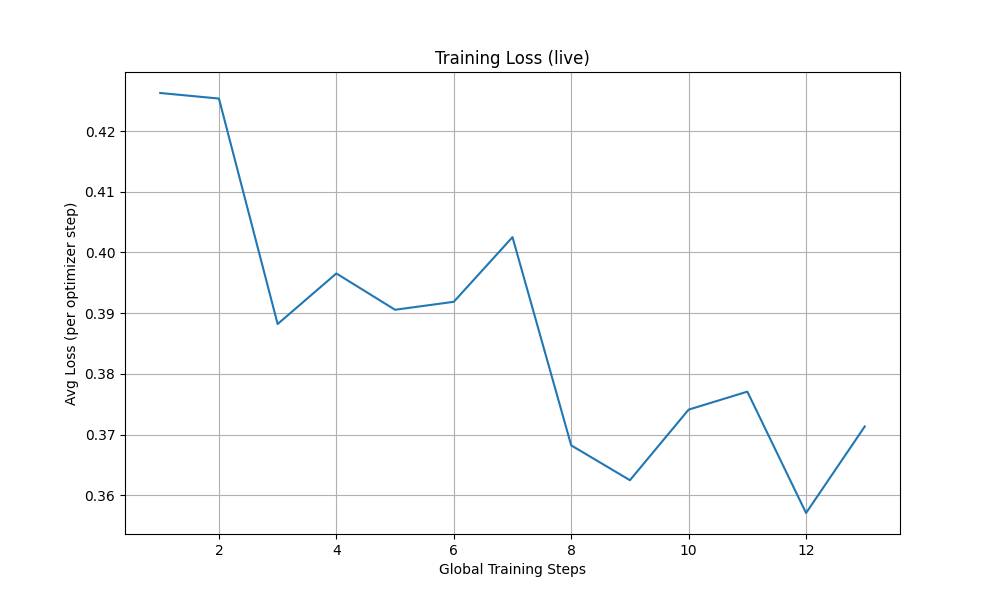 Training Loss (live)
Avg Loss (per optimizer step)
0.42
0.41
0.40
0.39
0.38
0.37
0.36
2 4 6 8 10 12
Global Training Steps